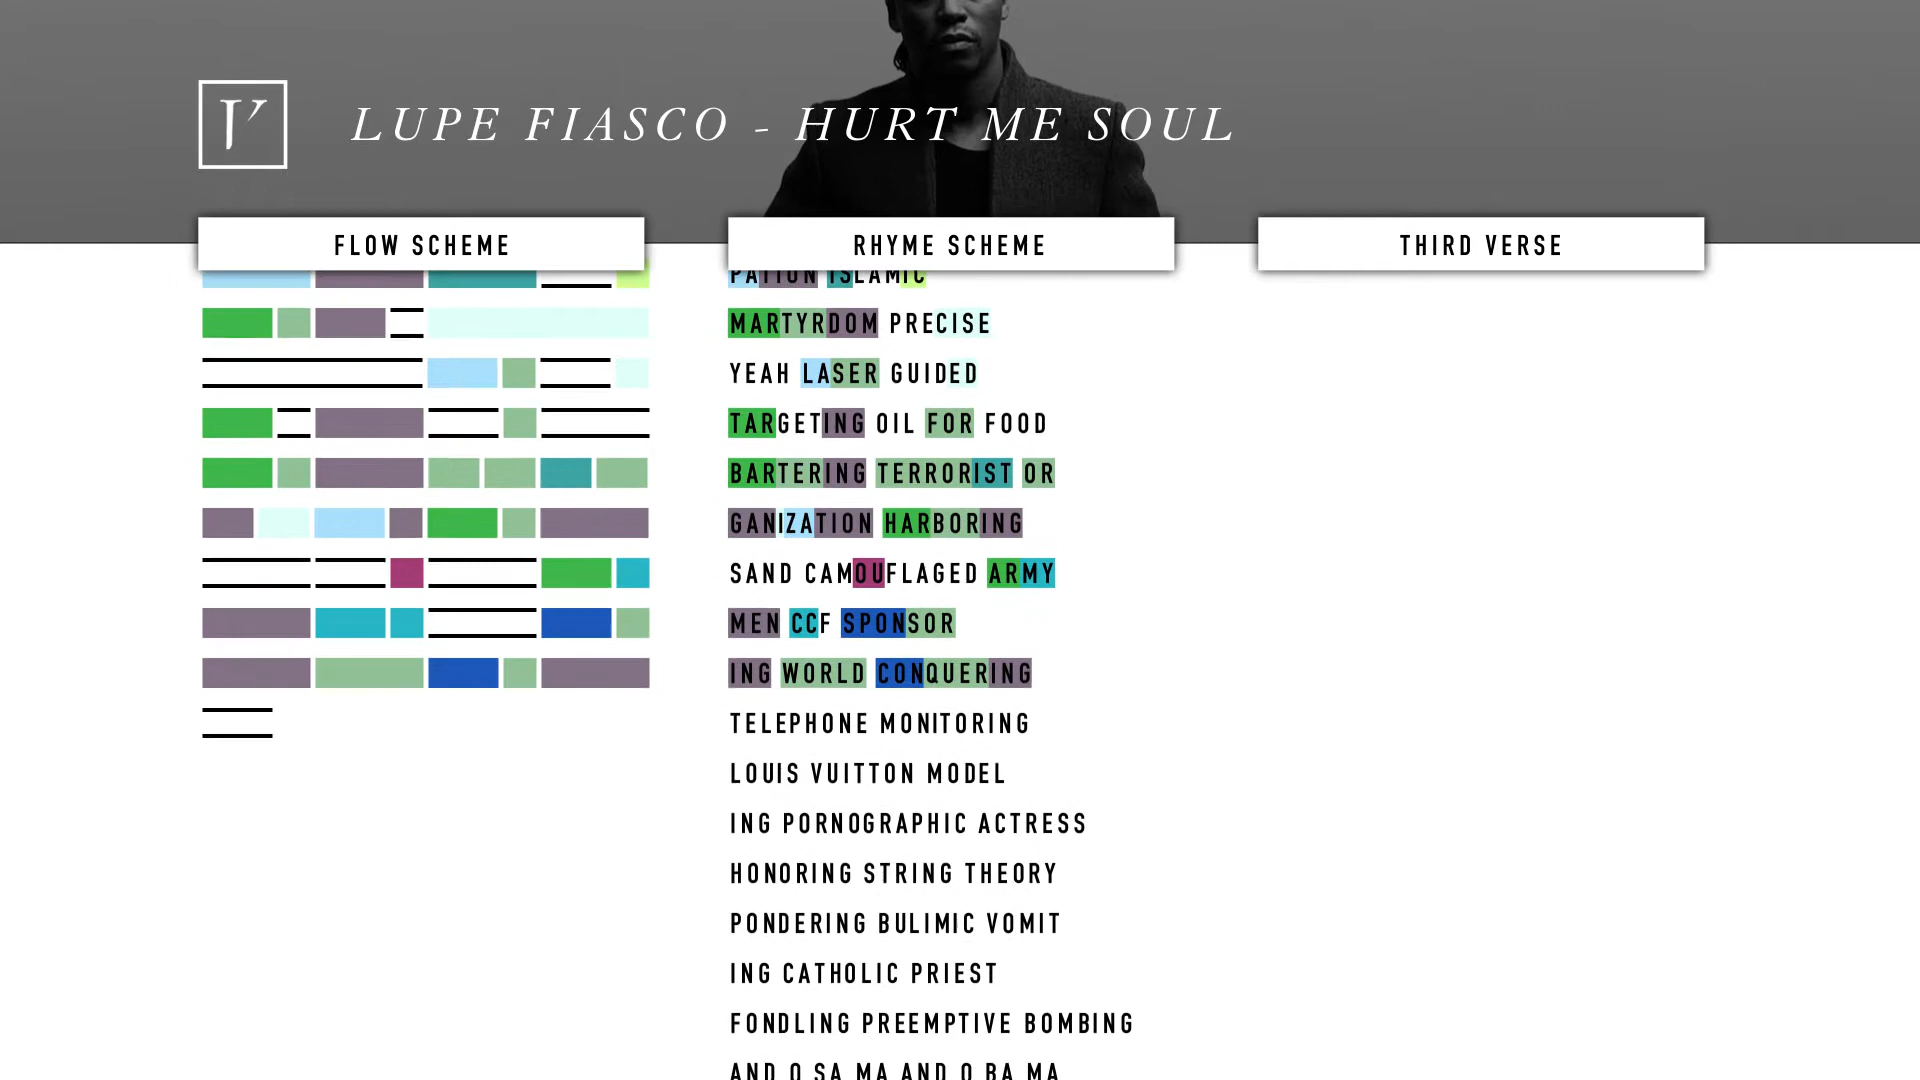 V
LUPE FIASCO - HURT ME SOUL
FLOW SCHEME
RHYME SCHEME
THIRD VERSE
PATION ISLAMIC
MARTYRDOM PRECISE
YEAH LASER GUIDED
TARGETING OIL FOR FOOD
BARTERING TERRORIST OR
GANIZATION HARBORING
SAND CAMOUFLAGED ARMY
MEN CCF SPONSOR
ING WORLD CONQUERING
TELEPHONE MONITORING
LOUIS VUITTON MODEL
ING PORNOGRAPHIC ACTRESS
HONORING STRING THEORY
PONDERING BULIMIC VOMIT
ING CATHOLIC PRIEST
FONDLING PREEMPTIVE BOMBING
AND O SA MA AND O BA MA